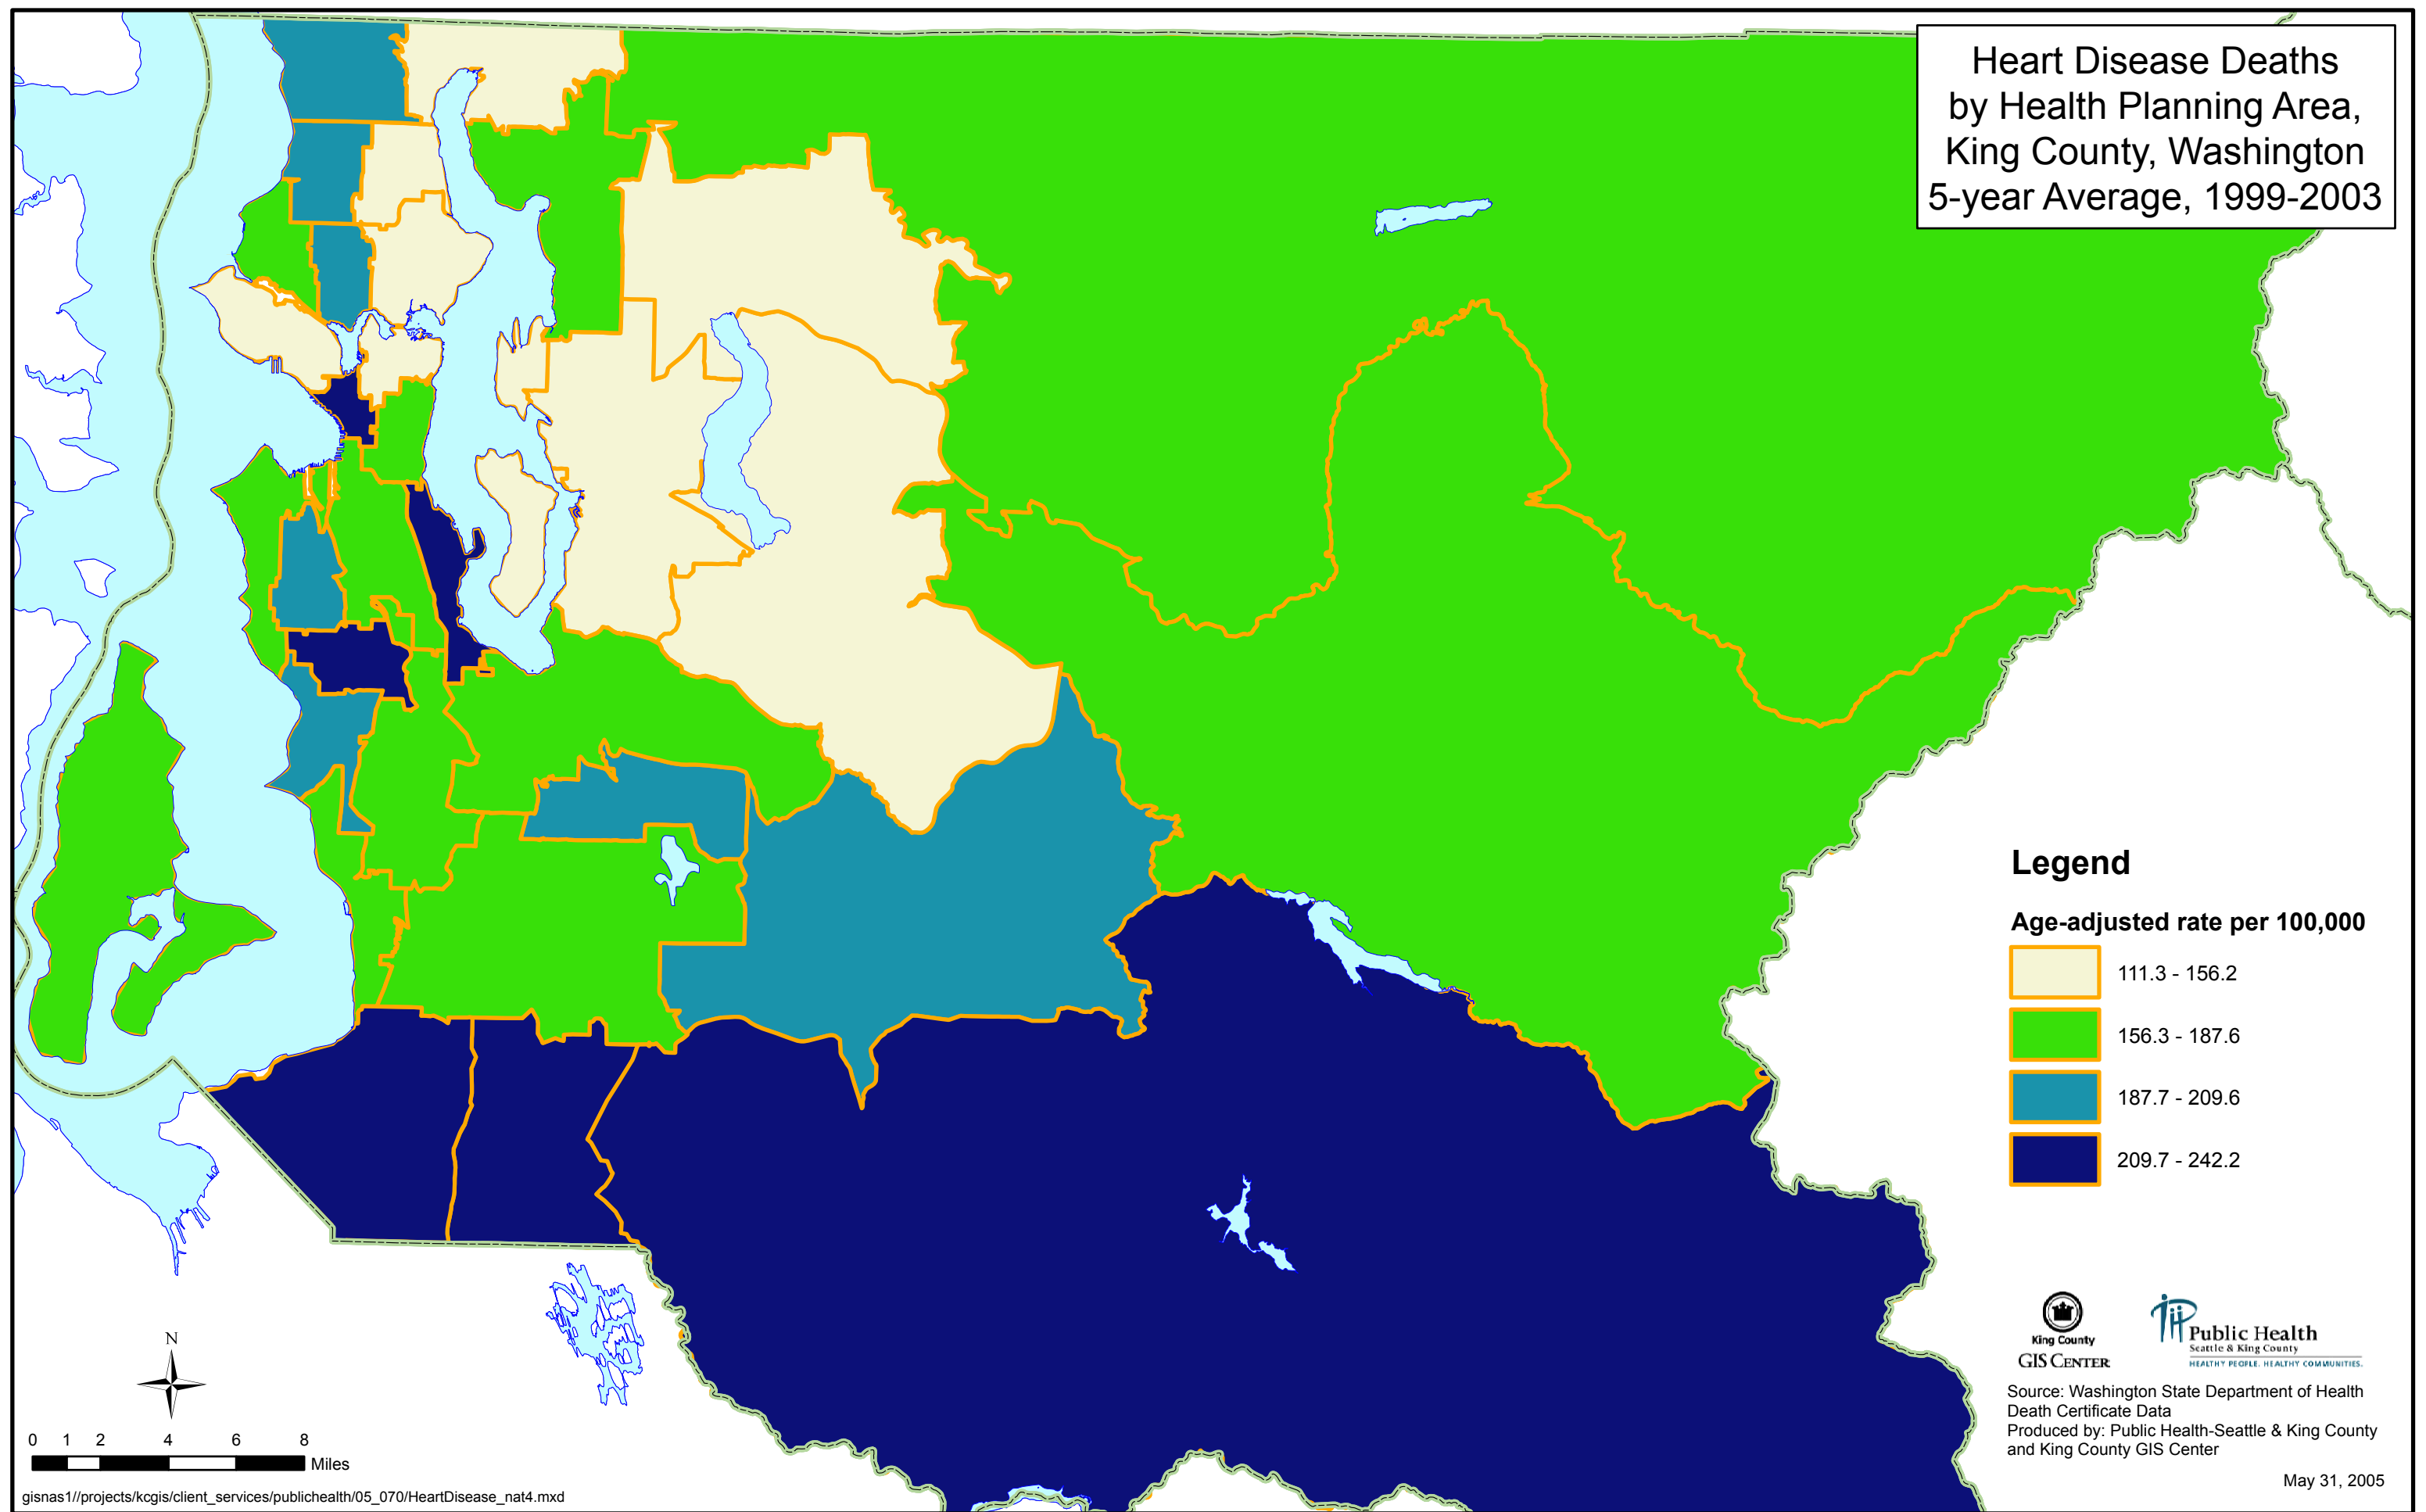 Heart Disease Deaths
by Health Planning Area,
King County, Washington
5-year Average, 1999-2003
Legend
Age-adjusted rate per 100,000
111.3 - 156.2
156.3 - 187.6
187.7 - 209.6
209.7 - 242.2
King County
GIS CENTER
Public Health
Seattle & King County
HEALTHY PEOPLE. HEALTHY COMMUNITIES.
Source: Washington State Department of Health
Death Certificate Data
Produced by: Public Health-Seattle & King County
and King County GIS Center
May 31, 2005
N
0 1 2 4 6 8
Miles
gisnas1//projects/kcgis/client_services/publichealth/05_070/HeartDisease_nat4.mxd